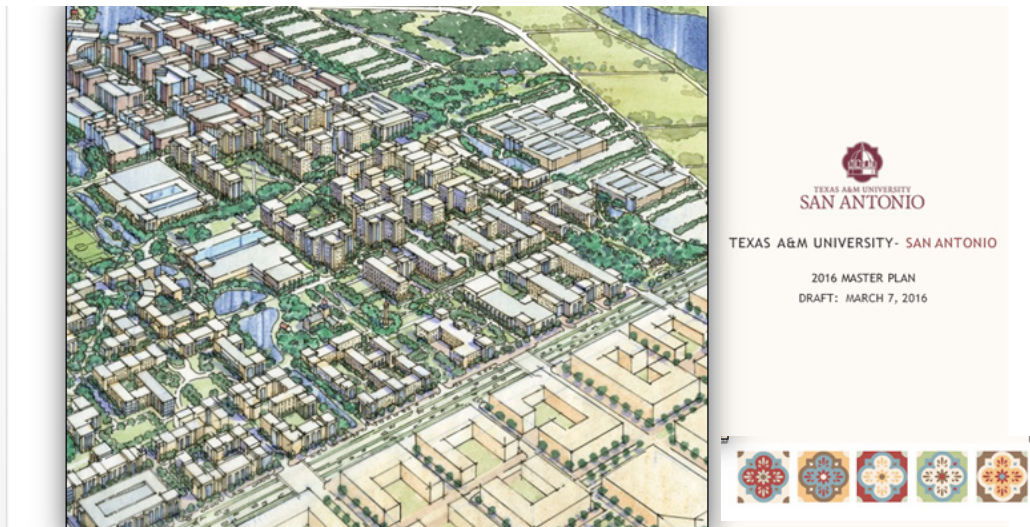 TEXAS A&M UNIVERSITY
SAN ANTONIO
TEXAS A&M UNIVERSITY- SAN ANTONIO
2016 MASTER PLAN
DRAFT: MARCH 7, 2016